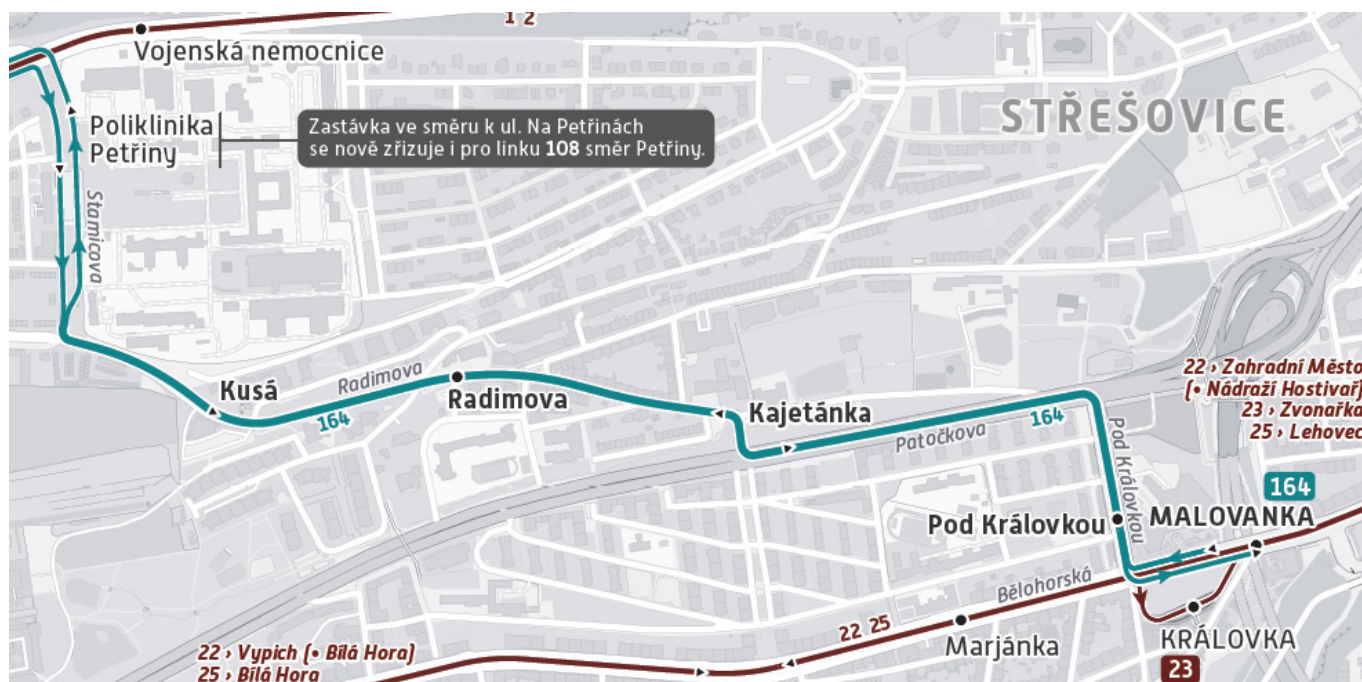 1 2
Vojenská nemocnice
Poliklinika
Petřiny
Zastávka ve směru k ul. Na Petřinách
se nově zřizuje i pro linku 108 směr Petřiny.
STŘEŠOVICE
Stamicova
Kusá
Radimova
164
Radimova
Kajetánka
Patočkova
164
Pod Královkou
22 › Zahradní Město
(• Nádraží Hostivař)
23 › Zvonařka
25 › Lehovec
164
MALOVANKA
Pod Královkou
Bělohorská
22 25
Marjánka
KRÁLOVKA
23
22 › Vypich (• Bílá Hora)
25 › Bílá Hora